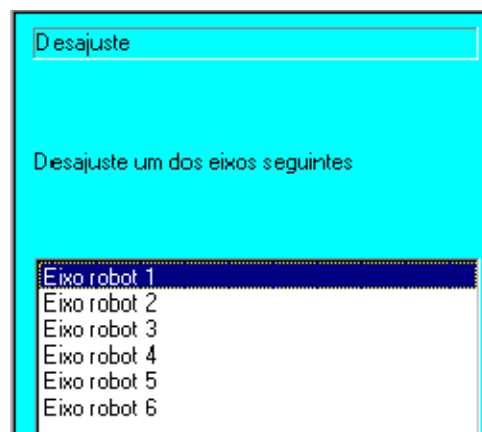 Desajuste
Desajuste um dos eixos seguintes
Eixo robot 1
Eixo robot 2
Eixo robot 3
Eixo robot 4
Eixo robot 5
Eixo robot 6